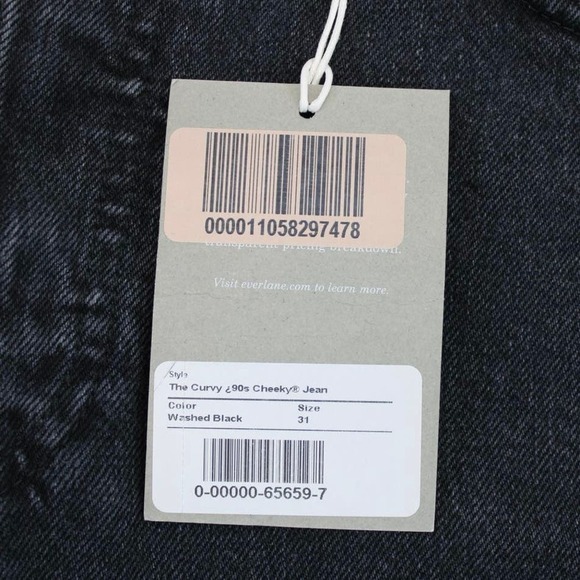 000011058297478
transparent pricing breakdown.
Visit everlane.com to learn more.
Style
The Curvy ¿90s Cheeky® Jean
Color Size
Washed Black 31
0-00000-65659-7